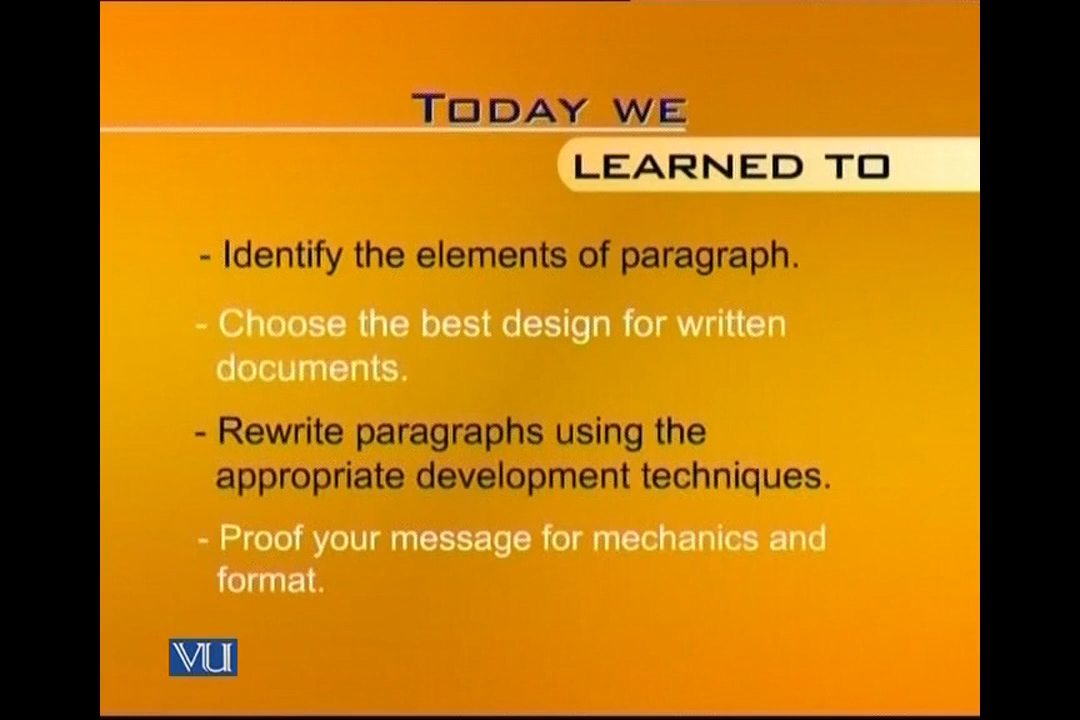 TODAY WE
LEARNED TO
- Identify the elements of paragraph.
- Choose the best design for written
documents.
- Rewrite paragraphs using the
appropriate development techniques.
- Proof your message for mechanics and
format.
VU